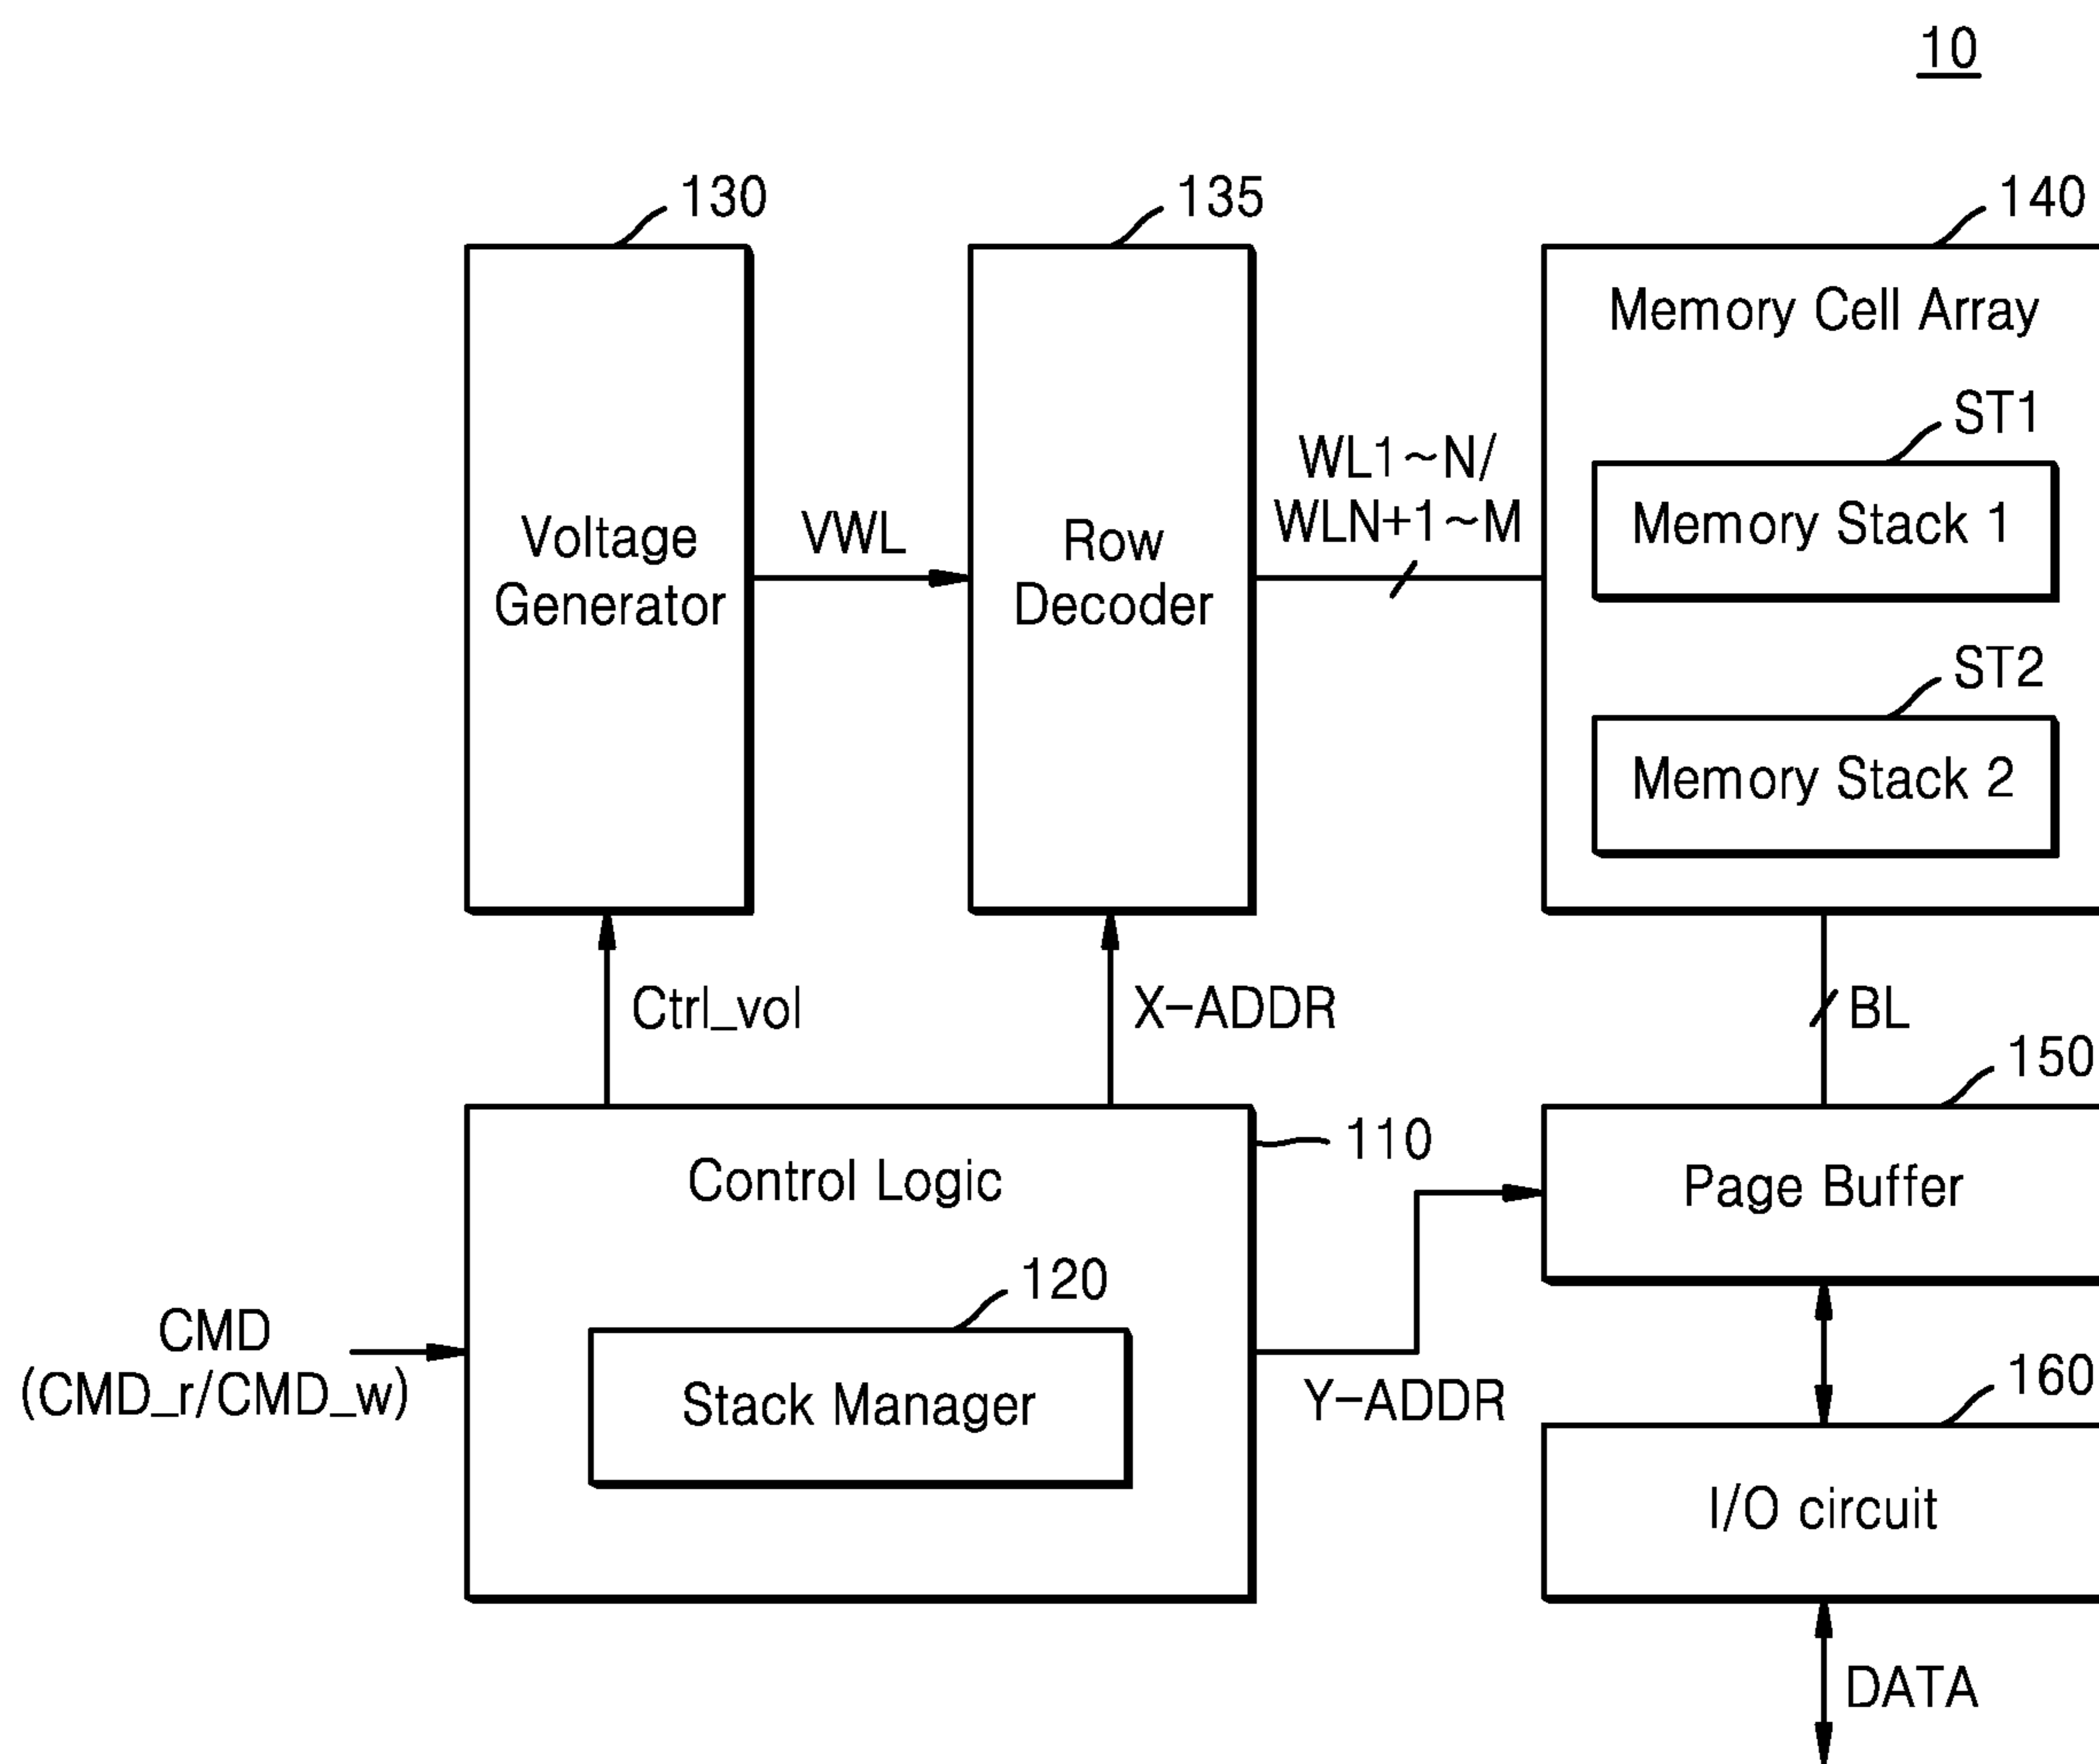 10
130
135
140
Memory Cell Array
ST1
WL1~N/
WLN+1~M
Memory Stack 1
Voltage
Generator
VWL
Row
Decoder
ST2
Memory Stack 2
Ctrl_vol
X-ADDR
BL
150
110
Control Logic
Page Buffer
120
CMD
(CMD_r/CMD_w)
Stack Manager
Y-ADDR
160
I/O circuit
DATA